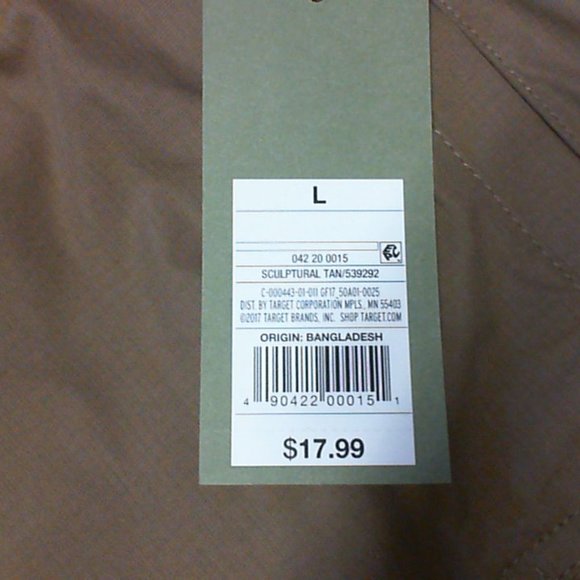 L
042 20 0015
SCULPTURAL TAN/539292
C-000443-01-011 GF17_50A01-0025
DIST. BY TARGET CORPORATION MPLS., MN 55403
©2017 TARGET BRANDS, INC. SHOP TARGET.COM
ORIGIN: BANGLADESH
4 90422 00015 1
$17.99